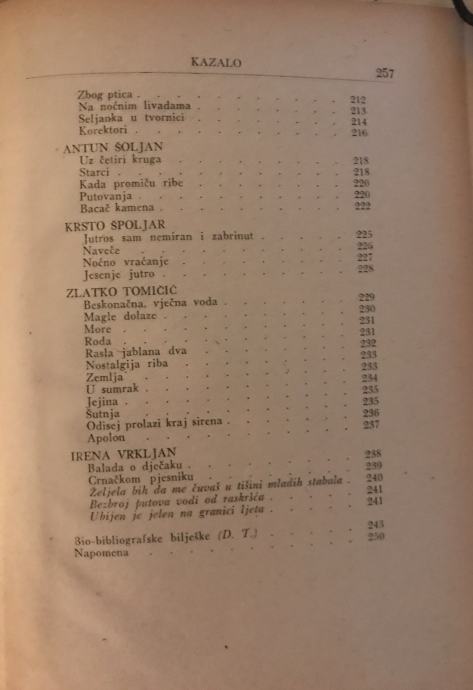 KAZALO 257
Zbog ptica . . . . . . . . . . 212
Na noćnim livadama . . . . . . . . 213
Seljanka u tvornici . . . . . . . . 214
Korektori . . . . . . . . . . 216
ANTUN ŠOLJAN
Uz četiri kruga . . . . . . . . 218
Starci . . . . . . . . . . 218
Kada promiču ribe . . . . . . . 220
Putovanja . . . . . . . . . 220
Bacač kamena . . . . . . . . 222
KRSTO ŠPOLJAR
Jutros sam nemiran i zabrinut . . . . . 225
Naveče . . . . . . . . . . 226
Noćno vraćanje . . . . . . . . 227
Jesenje jutro . . . . . . . . . 228
ZLATKO TOMIČIĆ
Beskonačna, vječna voda . . . . . . 229
Magle dolaze . . . . . . . . . 230
More . . . . . . . . . . 231
Roda . . . . . . . . . . 231
Rasla jablana dva . . . . . . . 232
Nostalgija riba . . . . . . . . 233
Zemlja . . . . . . . . . . 233
U sumrak . . . . . . . . . 234
Jejina . . . . . . . . . . 235
Šutnja . . . . . . . . . . 235
Odisej prolazi kraj sirena . . . . . . 236
Apolon . . . . . . . . . . 237
IRENA VRKLJAN
Balada o dječaku . . . . . . . . 238
Crnačkom pjesniku . . . . . . . 239
Željela bih da me čuvaš u tišini mladih stabala . 240
Bezbroj putova vodi od raskršća . . . . 241
Ubijen je jelen na granici ljeta . . . . 241
Bio-bibliografske bilješke (D. T.) . . . . . 243
Napomena . . . . . . . . . 250